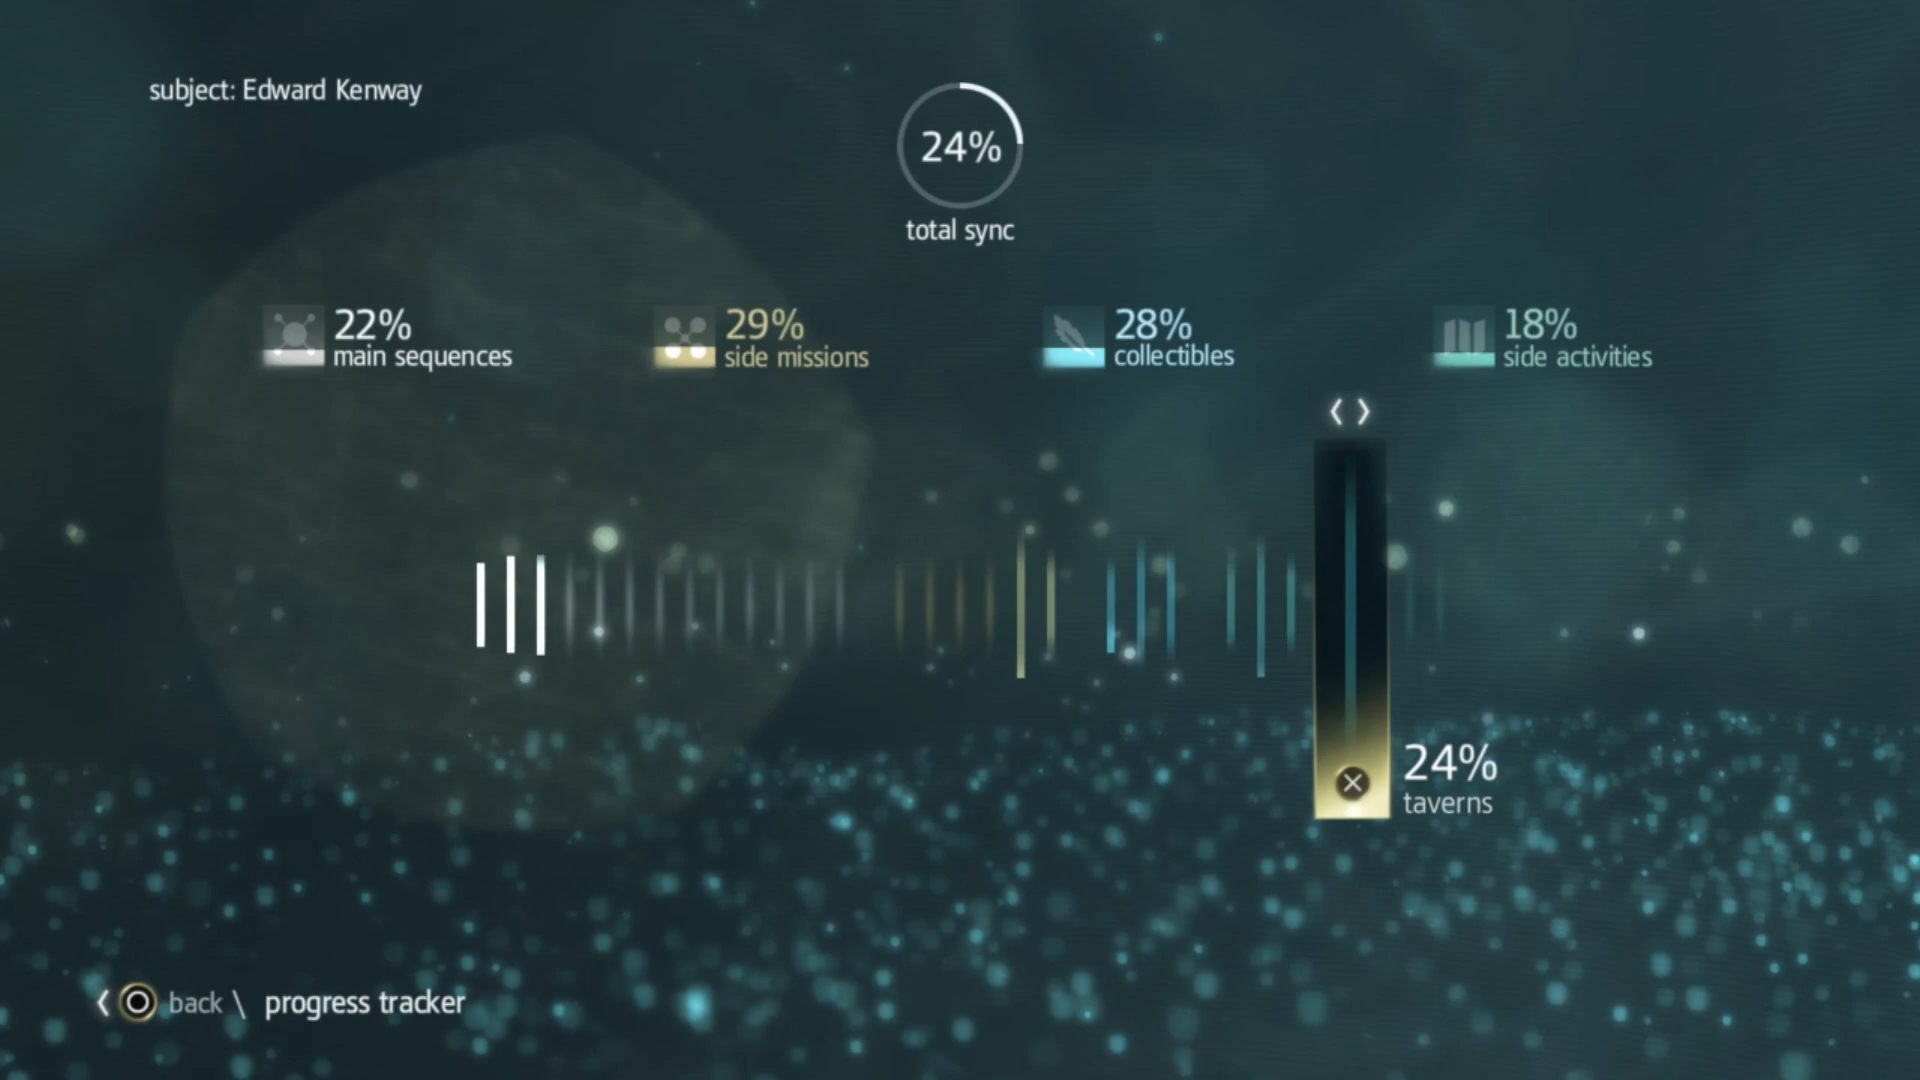 subject: Edward Kenway
24%
total sync
22%
main sequences
29%
side missions
28%
collectibles
18%
side activities
24%
taverns
back \ progress tracker